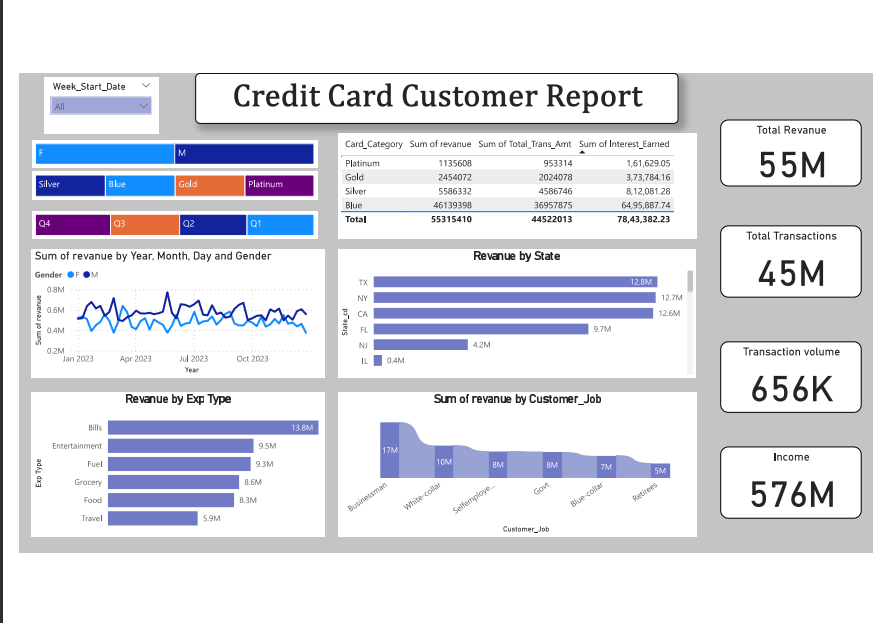 Week_Start_Date
All
Credit Card Customer Report
Total Revanue
55M
F M
Silver Blue Gold Platinum
Q4 Q3 Q2 Q1
Card_Category Sum of revanue Sum of Total_Trans_Amt Sum of Interest_Earned
Platinum 1135608 953314 1,61,629.05
Gold 2454072 2024078 3,73,784.16
Silver 5586332 4586746 8,12,081.28
Blue 46139398 36957875 64,95,887.74
Total 55315410 44522013 78,43,382.23
Total Transactions
45M
Sum of revanue by Year, Month, Day and Gender
Gender F M
Sum of revanue
0.8M
0.6M
0.4M
0.2M
Jan 2023 Apr 2023 Jul 2023 Oct 2023
Year
Revanue by State
State_cd
TX 12.8M
NY 12.7M
CA 12.6M
FL 9.7M
NJ 4.2M
IL 0.4M
Transaction volume
656K
Revanue by Exp Type
Exp Type
Bills 13.8M
Entertainment 9.5M
Fuel 9.3M
Grocery 8.6M
Food 8.3M
Travel 5.9M
Sum of revanue by Customer_Job
17M 10M 8M 8M 7M 5M
Businessman White-collar Selfemploye... Govt Blue-collar Retirees
Customer_Job
Income
576M